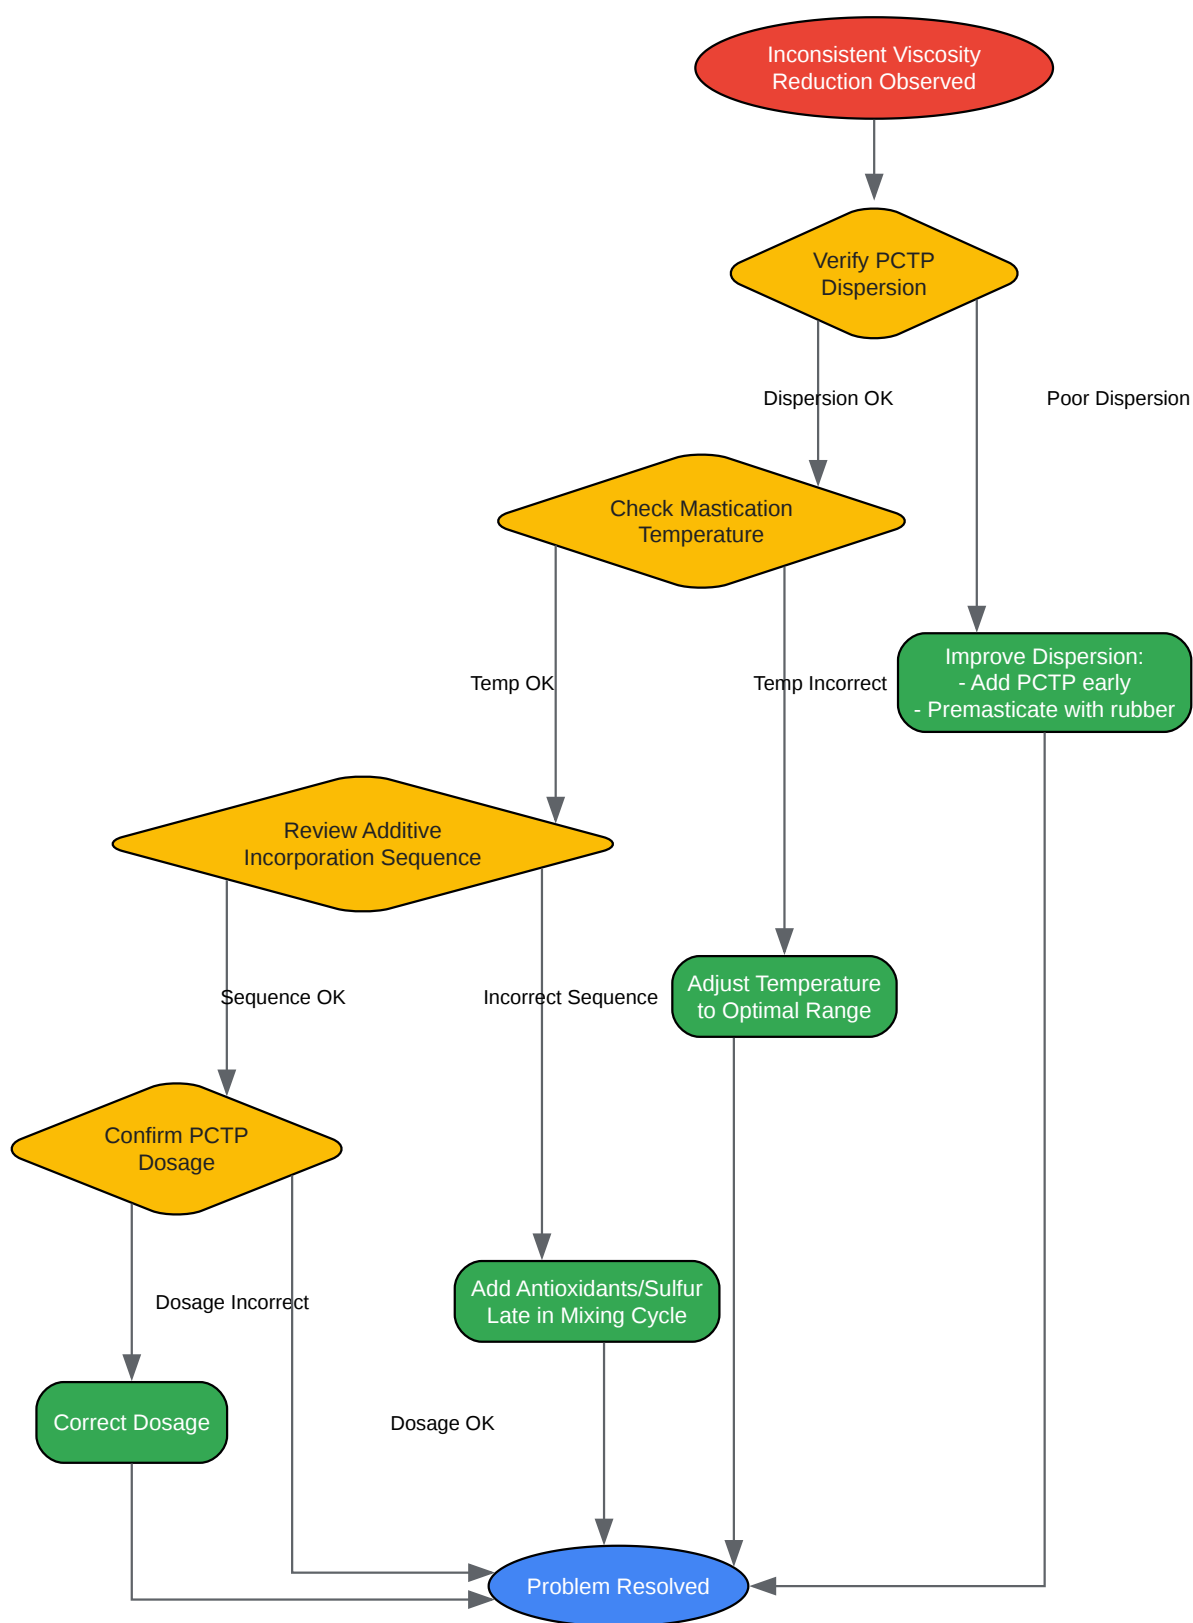 Inconsistent Viscosity
Reduction Observed
Verify PCTP
Dispersion
Dispersion OK
Poor Dispersion
Check Mastication
Temperature
Improve Dispersion:
- Add PCTP early
- Premasticate with rubber
Temp OK
Temp Incorrect
Review Additive
Incorporation Sequence
Adjust Temperature
to Optimal Range
Sequence OK
Incorrect Sequence
Confirm PCTP
Dosage
Add Antioxidants/Sulfur
Late in Mixing Cycle
Dosage Incorrect
Correct Dosage
Dosage OK
Problem Resolved